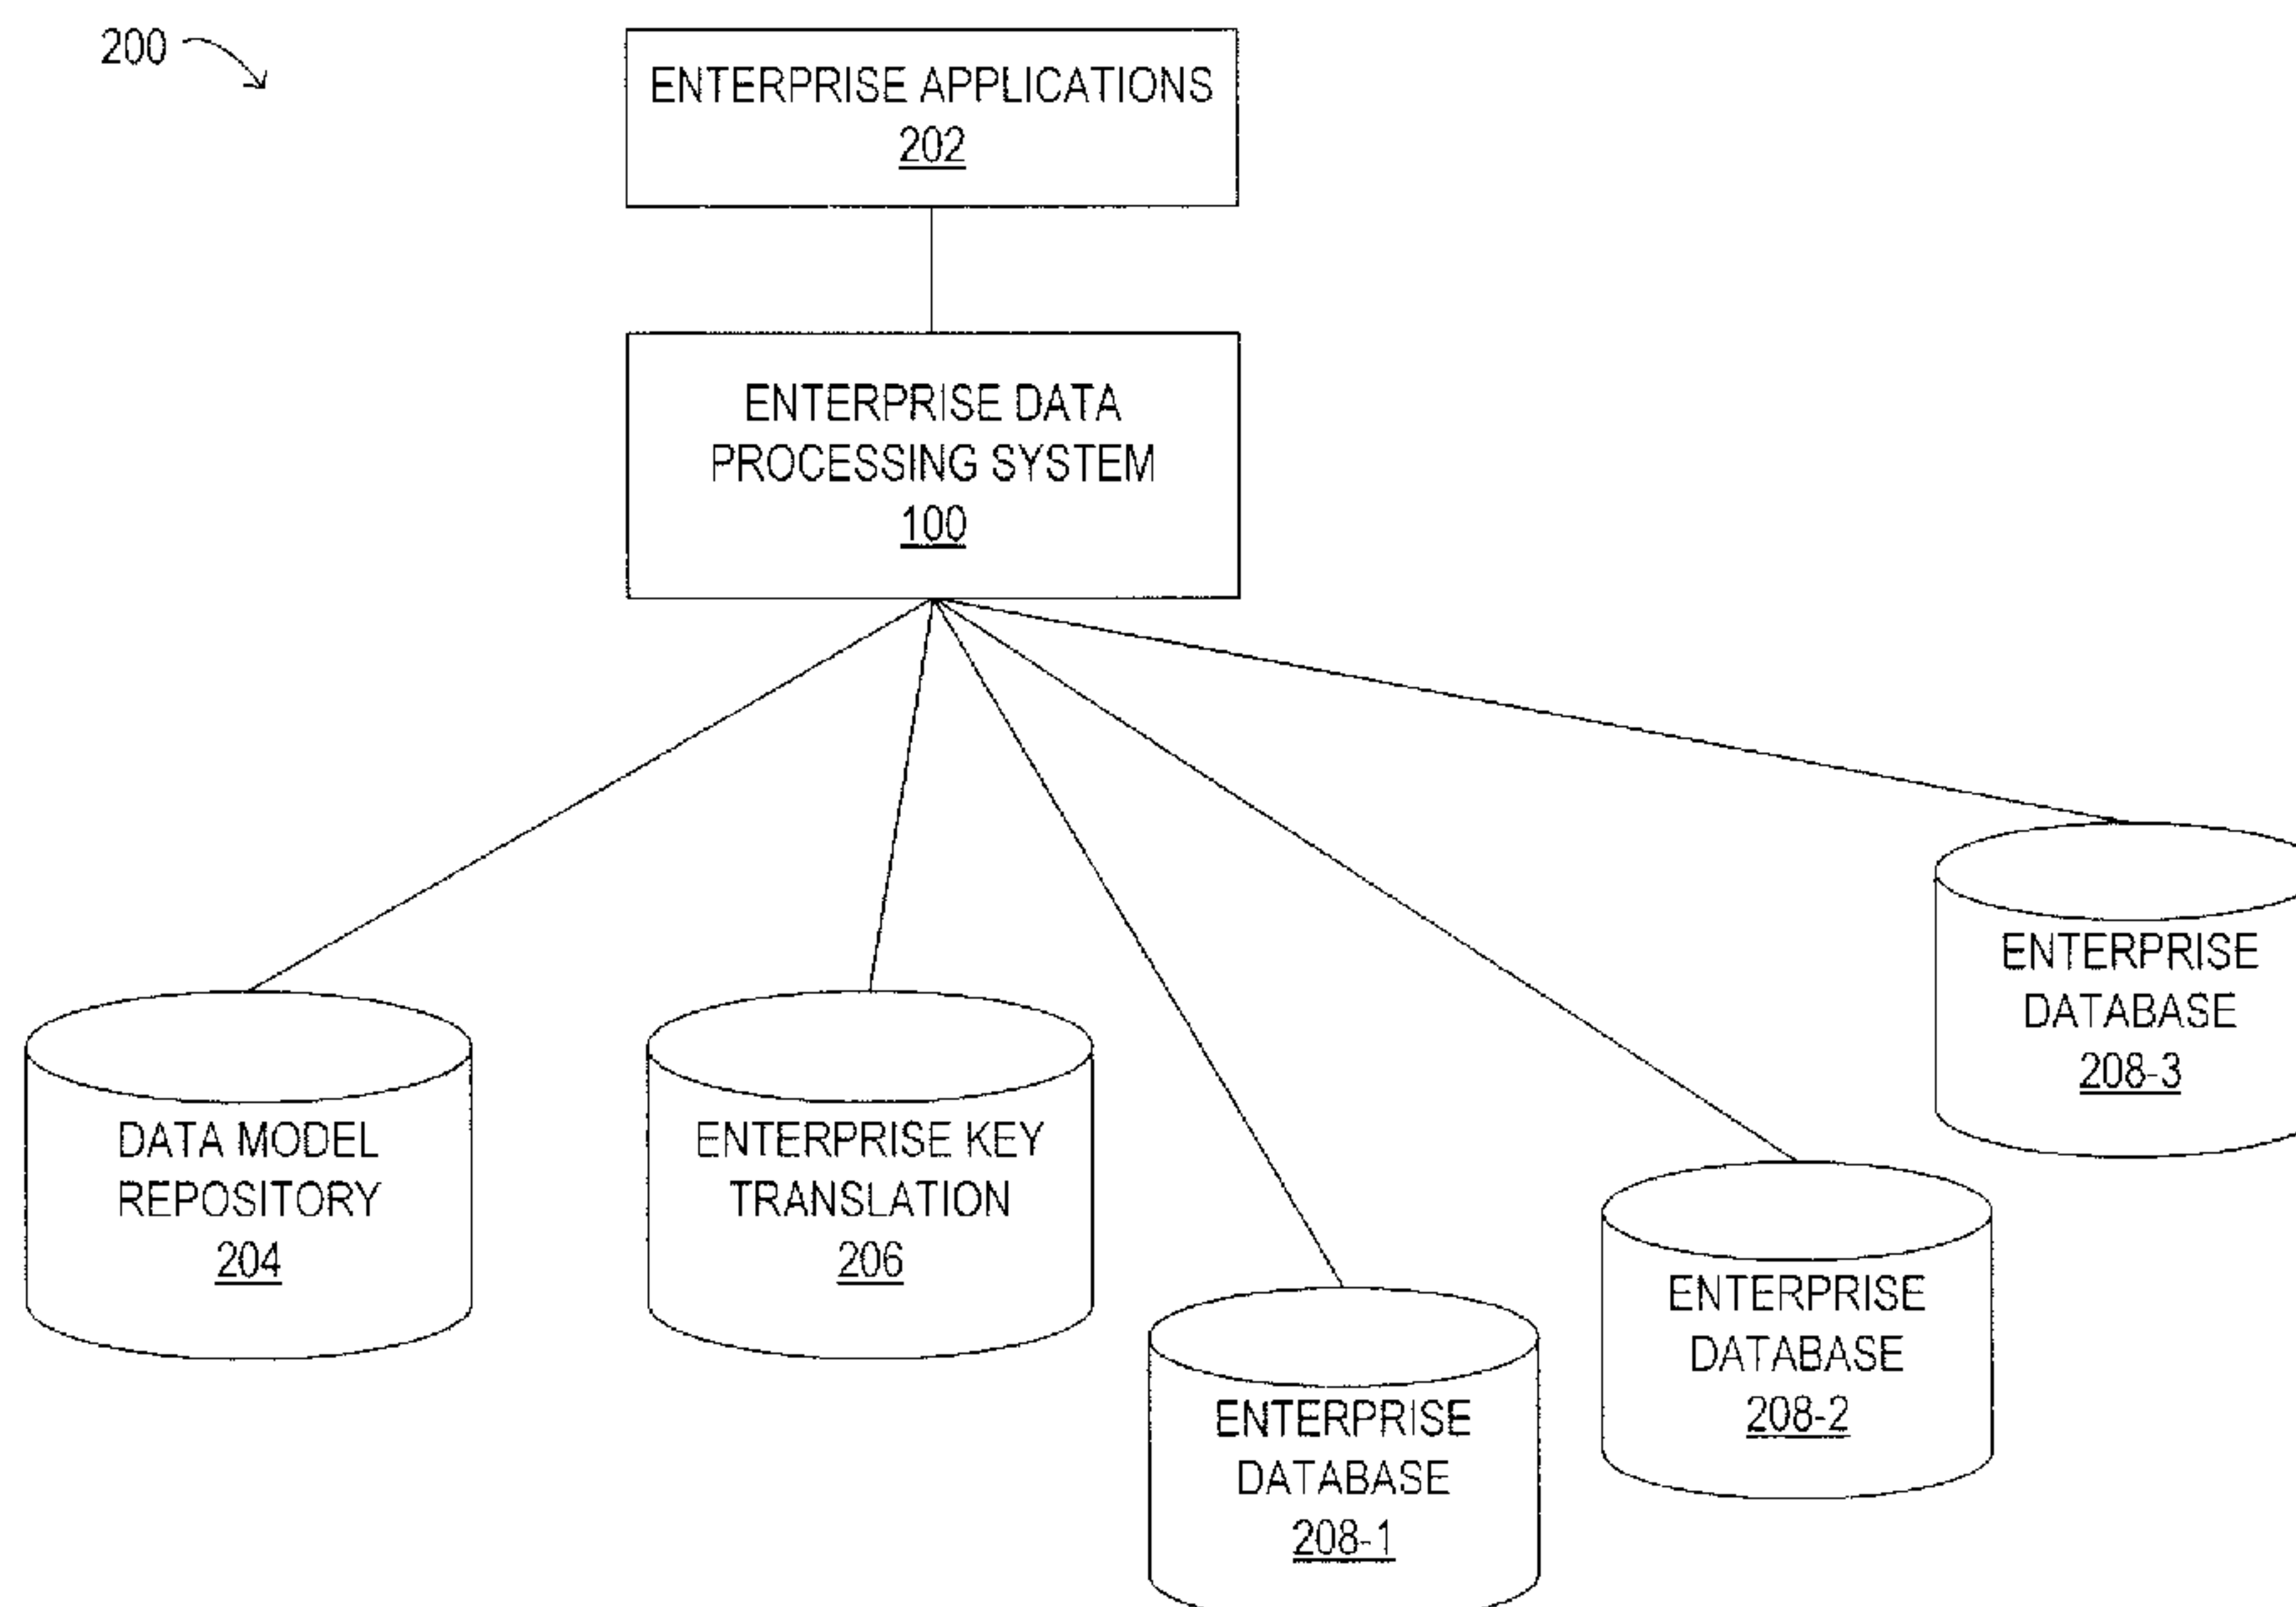 200
ENTERPRISE APPLICATIONS
202
ENTERPRISE DATA
PROCESSING SYSTEM
100
DATA MODEL
REPOSITORY
204
ENTERPRISE KEY
TRANSLATION
206
ENTERPRISE
DATABASE
208-1
ENTERPRISE
DATABASE
208-2
ENTERPRISE
DATABASE
208-3